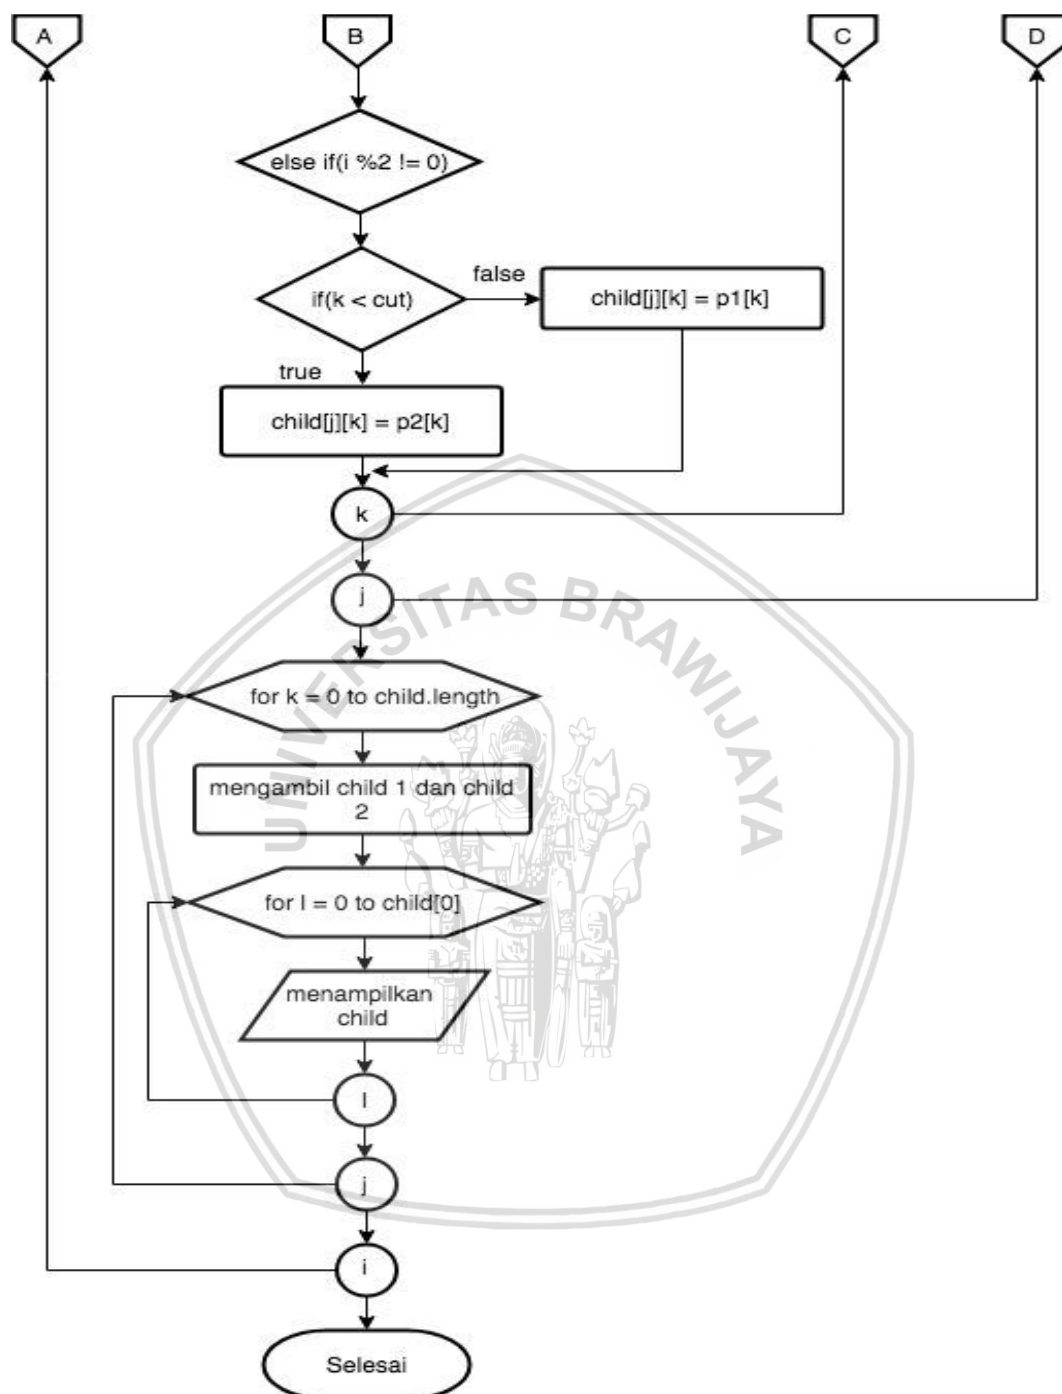 A
B
C
D
else if(i %2 != 0)
if(k < cut)
false
child[j][k] = p1[k]
true
child[j][k] = p2[k]
k
j
UNIVERSITAS BRAWIJAYA
for k = 0 to child.length
mengambil child 1 dan child
2
for l = 0 to child[0]
menampilkan
child
l
j
i
Selesai